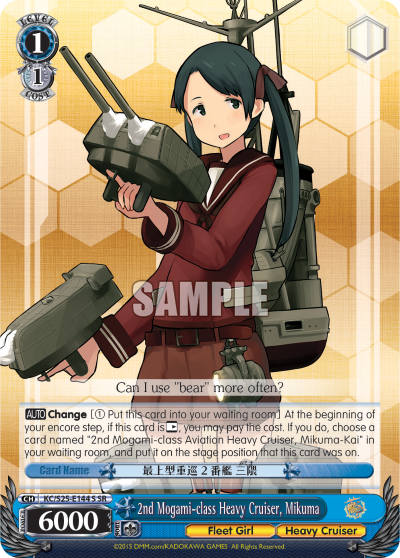 LEVEL
1
1
COST
SAMPLE
Can I use "bear" more often?
AUTO Change [① Put this card into your waiting room] At the beginning of
your encore step, if this card is , you may pay the cost. If you do, choose a
card named "2nd Mogami-class Aviation Heavy Cruiser, Mikuma-Kai" in
your waiting room, and put it on the stage position that this card was on.
Card Name 最上型重巡2番艦 三隈
CH KC/S25-E144 S SR
2nd Mogami-class Heavy Cruiser, Mikuma
POWER 6000 SOUL
Fleet Girl Heavy Cruiser
©2015 DMM.com/KADOKAWA GAMES All Rights Reserved.